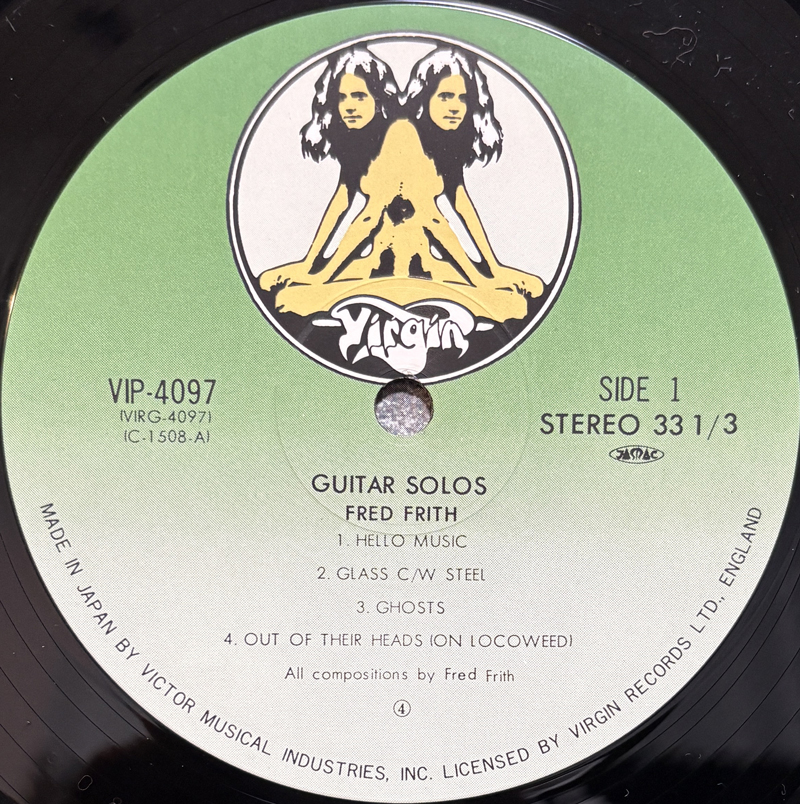 Virgin
VIP-4097
(VIRG-4097)
(C-1508-A)
SIDE 1
STEREO 33 1/3
JASRAC
GUITAR SOLOS
FRED FRITH
1. HELLO MUSIC
2. GLASS C/W STEEL
3. GHOSTS
4. OUT OF THEIR HEADS (ON LOCOWEED)
All compositions by Fred Frith
④
MADE IN JAPAN BY VICTOR MUSICAL INDUSTRIES, INC. LICENSED BY VIRGIN RECORDS LTD., ENGLAND